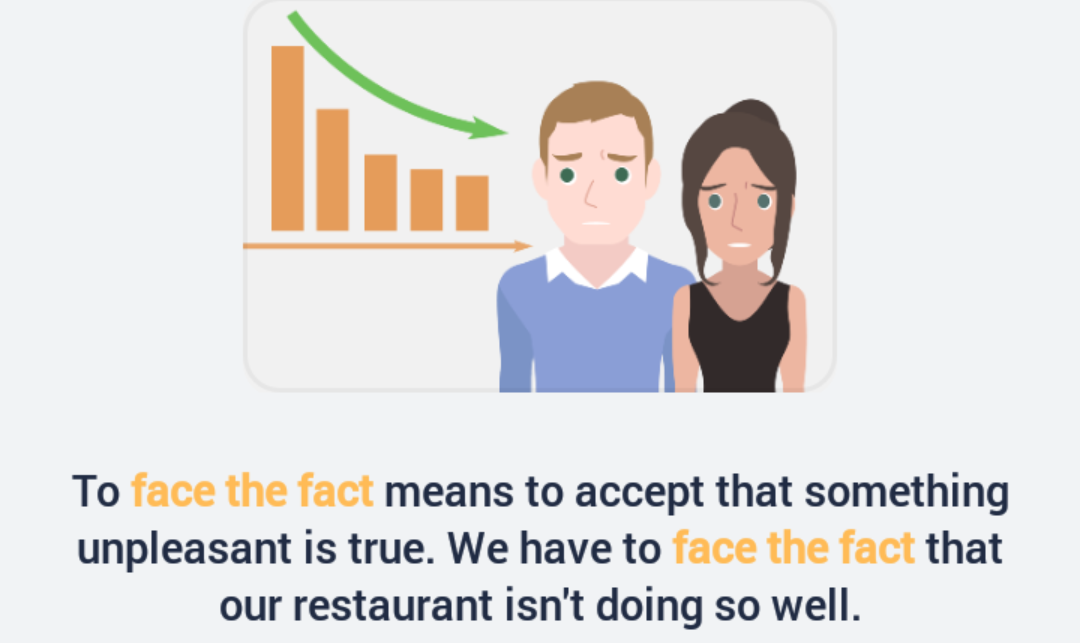 To face the fact means to accept that something
unpleasant is true. We have to face the fact that
our restaurant isn't doing so well.